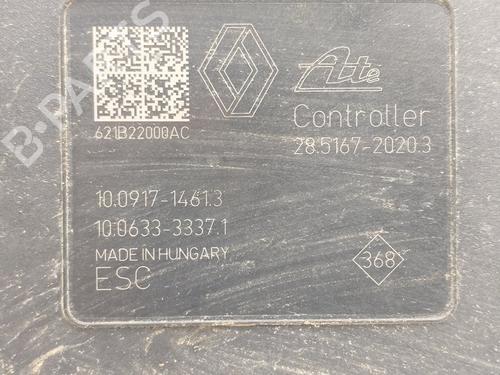 Ate
621B22000AC
Controller
28.5167-2020.3
10.0917-1461.3
10.0633-3337.1
MADE IN HUNGARY
ESC
368
B-PARTS